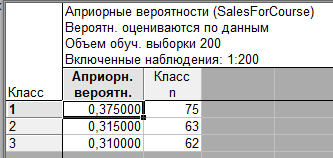 Априорные вероятности (SalesForCourse)
Вероятн. оцениваются по данным
Объем обуч. выборки 200
Включенные наблюдения: 1:200
Класс Априорн. вероятн. Класс n
1 0,375000 75
2 0,315000 63
3 0,310000 62